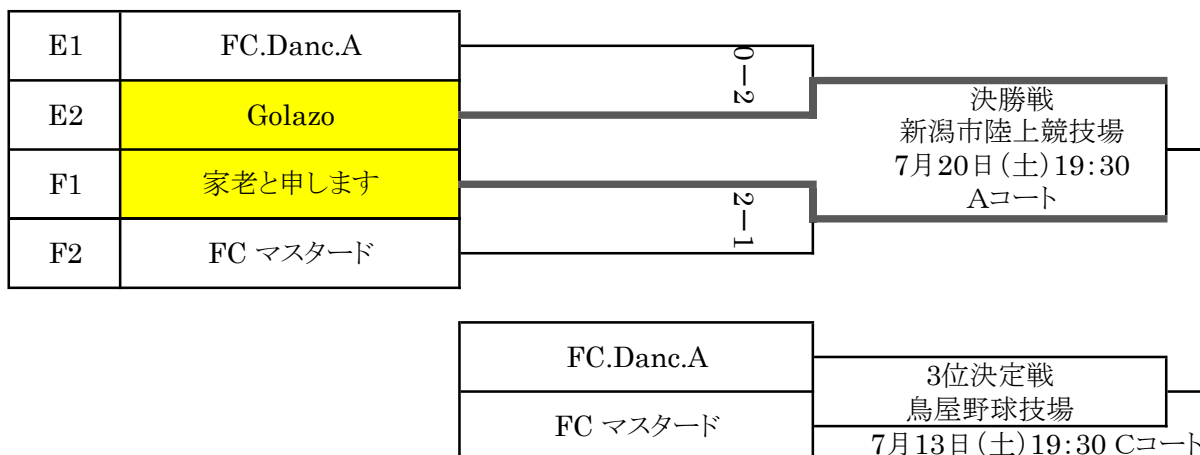 E1 FC.Danc.A
0-2
E2 Golazo
決勝戦
新潟市陸上競技場
7月20日(土)19:30
Aコート
F1 家老と申します
2-1
F2 FC マスタード
FC.Danc.A
3位決定戦
鳥屋野球技場
FC マスタード
7月13日(土)19:30 Cコート